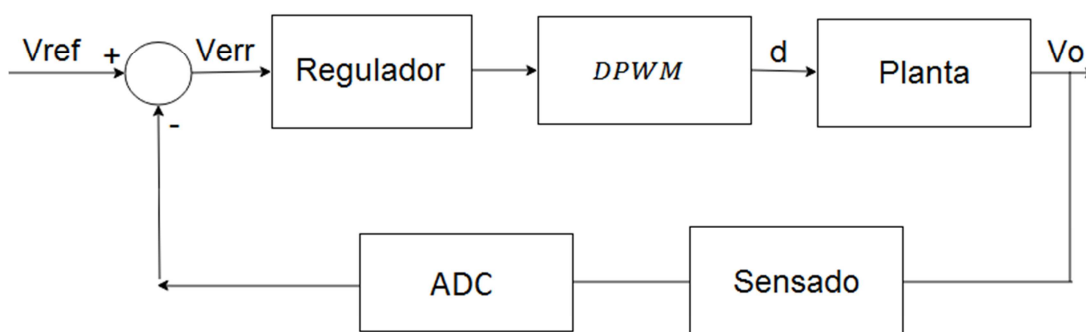 Vref
+
Verr
Regulador
DPWM
d
Planta
Vo
-
ADC
Sensado